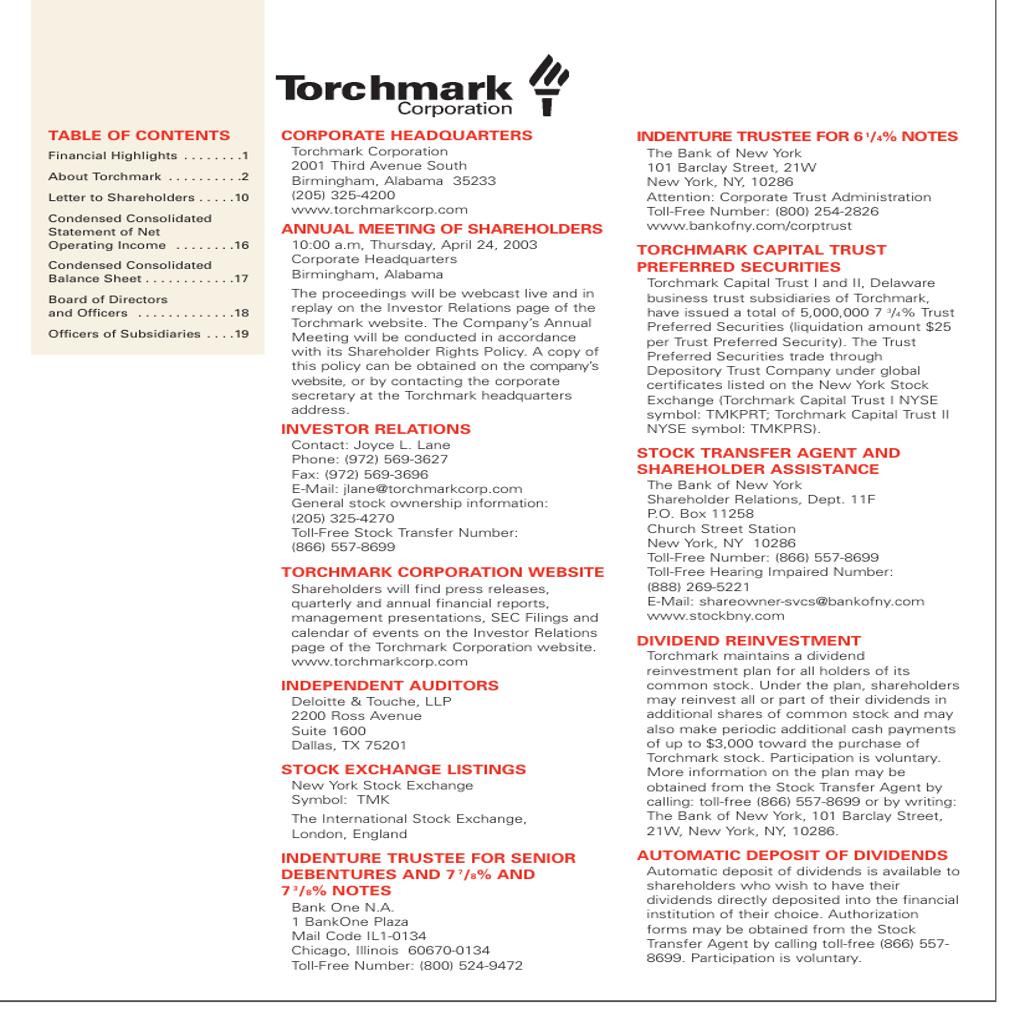 Torchmark
Corporation
TABLE OF CONTENTS
Financial Highlights . . . . . . . .1
About Torchmark . . . . . . . . . .2
Letter to Shareholders . . . . .10
Condensed Consolidated
Statement of Net
Operating Income . . . . . . . .16
Condensed Consolidated
Balance Sheet . . . . . . . . . . . .17
Board of Directors
and Officers . . . . . . . . . . . . .18
Officers of Subsidiaries . . . .19
CORPORATE HEADQUARTERS
Torchmark Corporation
2001 Third Avenue South
Birmingham, Alabama 35233
(205) 325-4200
www.torchmarkcorp.com
ANNUAL MEETING OF SHAREHOLDERS
10:00 a.m, Thursday, April 24, 2003
Corporate Headquarters
Birmingham, Alabama
The proceedings will be webcast live and in
replay on the Investor Relations page of the
Torchmark website. The Company's Annual
Meeting will be conducted in accordance
with its Shareholder Rights Policy. A copy of
this policy can be obtained on the company's
website, or by contacting the corporate
secretary at the Torchmark headquarters
address.
INVESTOR RELATIONS
Contact: Joyce L. Lane
Phone: (972) 569-3627
Fax: (972) 569-3696
E-Mail: jlane@torchmarkcorp.com
General stock ownership information:
(205) 325-4270
Toll-Free Stock Transfer Number:
(866) 557-8699
TORCHMARK CORPORATION WEBSITE
Shareholders will find press releases,
quarterly and annual financial reports,
management presentations, SEC Filings and
calendar of events on the Investor Relations
page of the Torchmark Corporation website.
www.torchmarkcorp.com
INDEPENDENT AUDITORS
Deloitte & Touche, LLP
2200 Ross Avenue
Suite 1600
Dallas, TX 75201
STOCK EXCHANGE LISTINGS
New York Stock Exchange
Symbol: TMK
The International Stock Exchange,
London, England
INDENTURE TRUSTEE FOR SENIOR
DEBENTURES AND 7 7/8% AND
7 3/8% NOTES
Bank One N.A.
1 BankOne Plaza
Mail Code IL1-0134
Chicago, Illinois 60670-0134
Toll-Free Number: (800) 524-9472
INDENTURE TRUSTEE FOR 6 1/4% NOTES
The Bank of New York
101 Barclay Street, 21W
New York, NY, 10286
Attention: Corporate Trust Administration
Toll-Free Number: (800) 254-2826
www.bankofny.com/corptrust
TORCHMARK CAPITAL TRUST
PREFERRED SECURITIES
Torchmark Capital Trust I and II, Delaware
business trust subsidiaries of Torchmark,
have issued a total of 5,000,000 7 3/4% Trust
Preferred Securities (liquidation amount $25
per Trust Preferred Security). The Trust
Preferred Securities trade through
Depository Trust Company under global
certificates listed on the New York Stock
Exchange (Torchmark Capital Trust I NYSE
symbol: TMKPRT; Torchmark Capital Trust II
NYSE symbol: TMKPRS).
STOCK TRANSFER AGENT AND
SHAREHOLDER ASSISTANCE
The Bank of New York
Shareholder Relations, Dept. 11F
P.O. Box 11258
Church Street Station
New York, NY 10286
Toll-Free Number: (866) 557-8699
Toll-Free Hearing Impaired Number:
(888) 269-5221
E-Mail: shareowner-svcs@bankofny.com
www.stockbny.com
DIVIDEND REINVESTMENT
Torchmark maintains a dividend
reinvestment plan for all holders of its
common stock. Under the plan, shareholders
may reinvest all or part of their dividends in
additional shares of common stock and may
also make periodic additional cash payments
of up to $3,000 toward the purchase of
Torchmark stock. Participation is voluntary.
More information on the plan may be
obtained from the Stock Transfer Agent by
calling: toll-free (866) 557-8699 or by writing:
The Bank of New York, 101 Barclay Street,
21W, New York, NY, 10286.
AUTOMATIC DEPOSIT OF DIVIDENDS
Automatic deposit of dividends is available to
shareholders who wish to have their
dividends directly deposited into the financial
institution of their choice. Authorization
forms may be obtained from the Stock
Transfer Agent by calling toll-free (866) 557-
8699. Participation is voluntary.